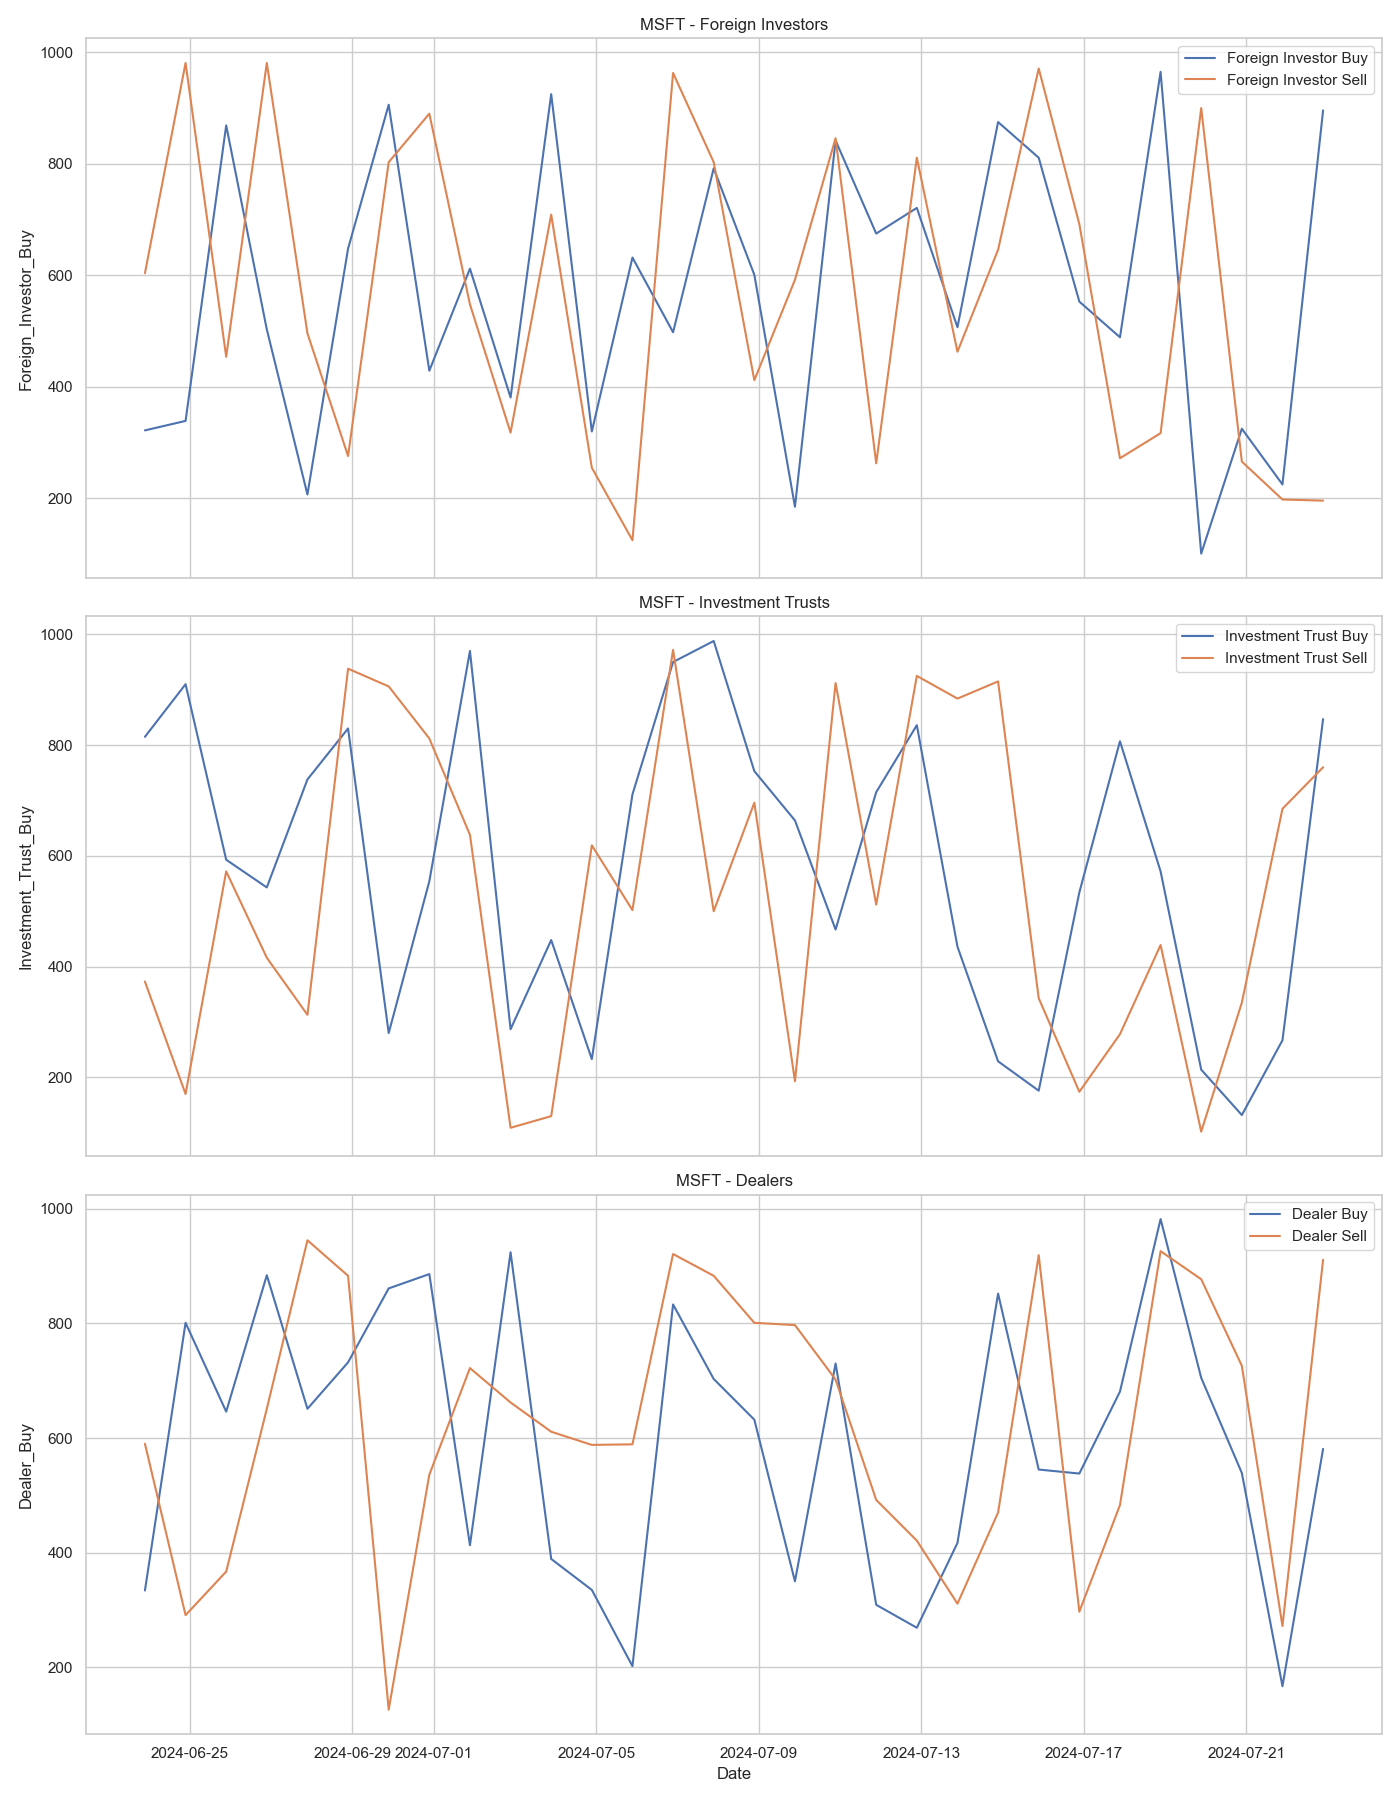 MSFT - Foreign Investors
Foreign Investor Buy
Foreign Investor Sell
1000
800
600
400
200
Foreign_Investor_Buy
MSFT - Investment Trusts
Investment Trust Buy
Investment Trust Sell
1000
800
600
400
200
Investment_Trust_Buy
MSFT - Dealers
Dealer Buy
Dealer Sell
1000
800
600
400
200
Dealer_Buy
2024-06-25 2024-06-29 2024-07-01 2024-07-05 2024-07-09 2024-07-13 2024-07-17 2024-07-21
Date